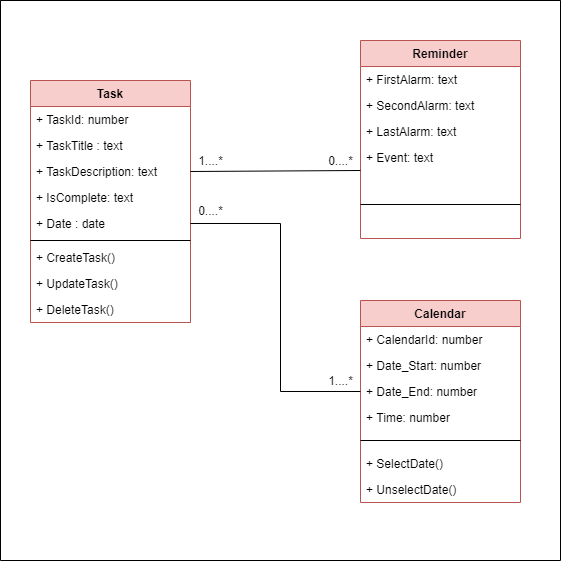 Task
+ TaskId: number
+ TaskTitle : text
+ TaskDescription: text
+ IsComplete: text
+ Date : date
+ CreateTask()
+ UpdateTask()
+ DeleteTask()
1....*
0....*
0....*
1....*
Reminder
+ FirstAlarm: text
+ SecondAlarm: text
+ LastAlarm: text
+ Event: text
Calendar
+ CalendarId: number
+ Date_Start: number
+ Date_End: number
+ Time: number
+ SelectDate()
+ UnselectDate()